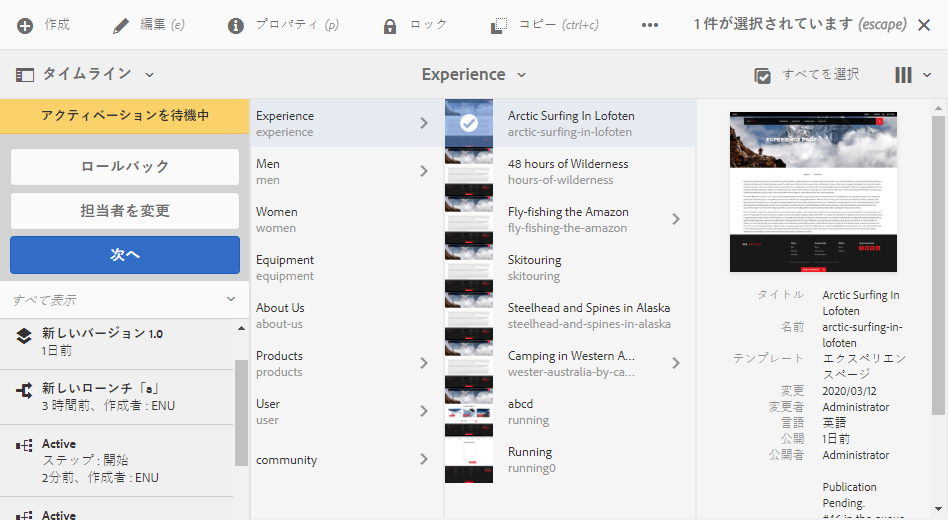 作成
編集 (e)
プロパティ (p)
ロック
コピー (ctrl+c)
1 件が選択されています (escape)
タイムライン
Experience
すべてを選択
アクティベーションを待機中
ロールバック
担当者を変更
次へ
すべて表示
新しいバージョン 1.0
1日前
新しいローンチ「a」
3 時間前、作成者 : ENU
Active
ステップ : 開始
2分前、作成者 : ENU
Active
Experience
experience
Men
men
Women
women
Equipment
equipment
About Us
about-us
Products
products
User
user
community
Arctic Surfing In Lofoten
arctic-surfing-in-lofoten
48 hours of Wilderness
hours-of-wilderness
Fly-fishing the Amazon
fly-fishing-the-amazon
Skitouring
skitouring
Steelhead and Spines in Alaska
steelhead-and-spines-in-alaska
Camping in Western A...
wester-australia-by-ca...
abcd
running
Running
running0
EXPERIENCE PAGE
タイトル Arctic Surfing In
Lofoten
名前 arctic-surfing-in-
lofoten
テンプレート エクスペリエン
スページ
変更 2020/03/12
変更者 Administrator
言語 英語
公開 1日前
公開者 Administrator
Publication
Pending.
#46 in the queue